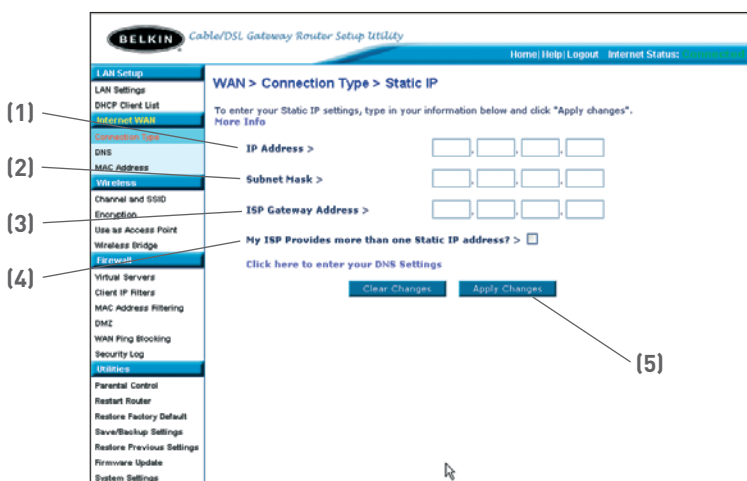 BELKIN
Cable/DSL Gateway Router Setup Utility
Home|Help|Logout Internet Status:
LAN Setup
LAN Settings
DHCP Client List
Internet WAN
Connection Type
DNS
MAC Address
Wireless
Channel and SSID
Encryption
Use as Access Point
Wireless Bridge
Firewall
Virtual Servers
Client IP Filters
MAC Address Filtering
DMZ
WAN Ping Blocking
Security Log
Utilities
Parental Control
Restart Router
Restore Factory Default
Save/Backup Settings
Restore Previous Settings
Firmware Update
System Settings
WAN > Connection Type > Static IP
To enter your Static IP settings, type in your information below and click "Apply changes".
More Info
(1)
IP Address >
(2)
Subnet Mask >
(3)
ISP Gateway Address >
(4)
My ISP Provides more than one Static IP address? >
Click here to enter your DNS Settings
Clear Changes
Apply Changes
(5)